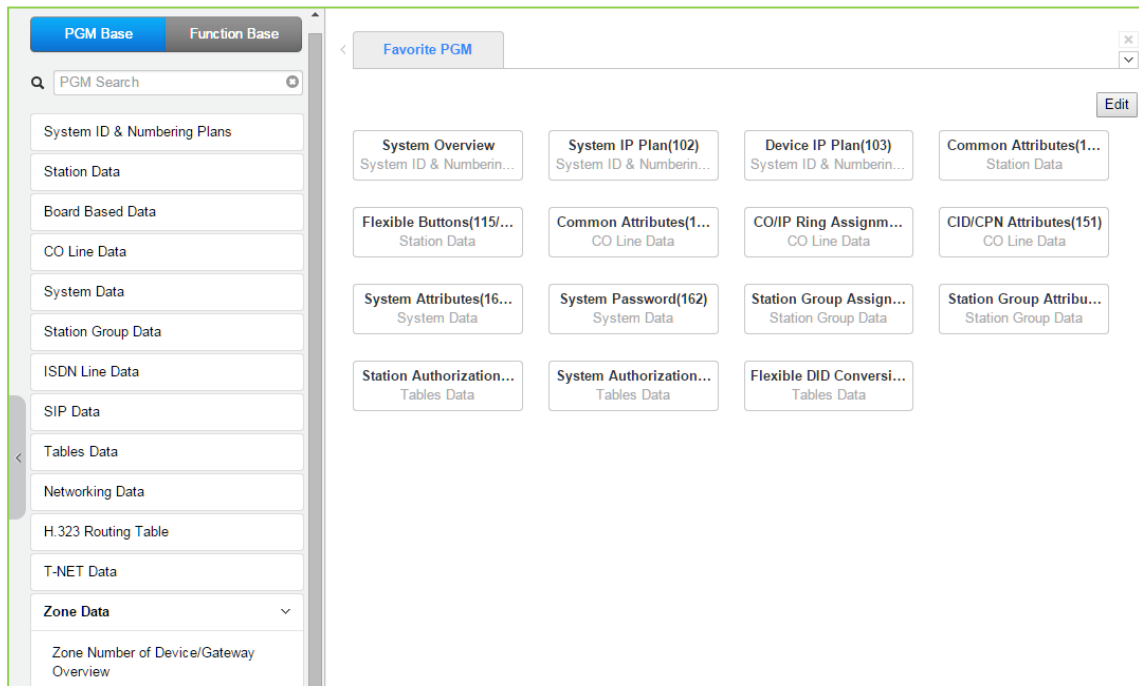 PGM Base
Function Base
PGM Search
System ID & Numbering Plans
Station Data
Board Based Data
CO Line Data
System Data
Station Group Data
ISDN Line Data
SIP Data
Tables Data
Networking Data
H.323 Routing Table
T-NET Data
Zone Data
Zone Number of Device/Gateway
Overview
Favorite PGM
Edit
System Overview
System ID & Numberin...
System IP Plan(102)
System ID & Numberin...
Device IP Plan(103)
System ID & Numberin...
Common Attributes(1...
Station Data
Flexible Buttons(115/...
Station Data
Common Attributes(1...
CO Line Data
CO/IP Ring Assignm...
CO Line Data
CID/CPN Attributes(151)
CO Line Data
System Attributes(16...
System Data
System Password(162)
System Data
Station Group Assign...
Station Group Data
Station Group Attribu...
Station Group Data
Station Authorization...
Tables Data
System Authorization...
Tables Data
Flexible DID Conversi...
Tables Data